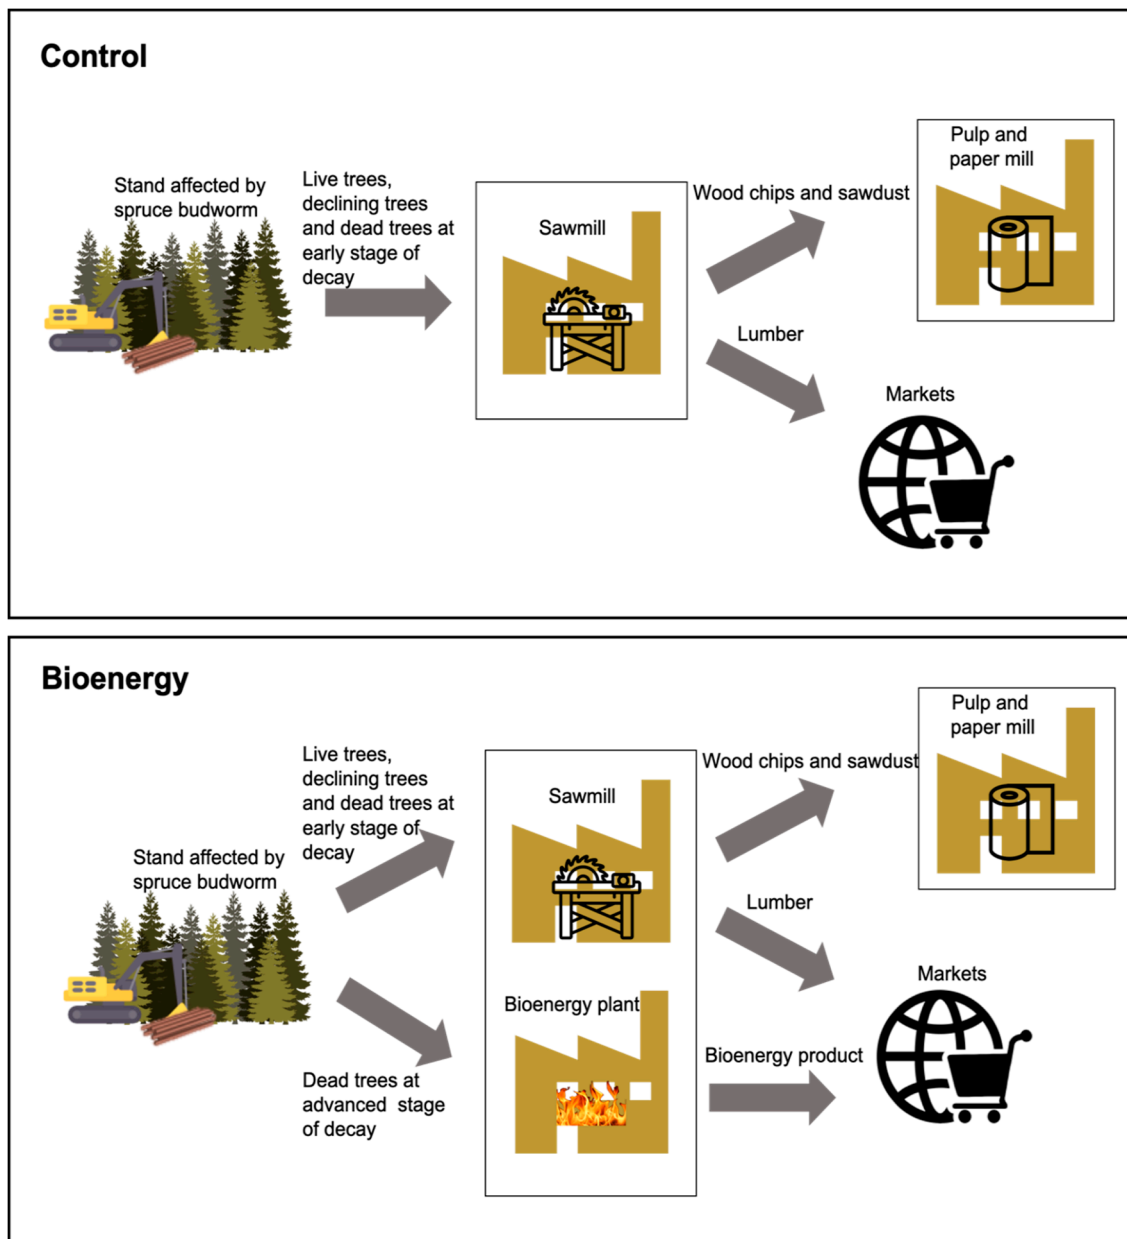 Control
Stand affected by
spruce budworm
Live trees,
declining trees
and dead trees at
early stage of
decay
Sawmill
Wood chips and sawdust
Pulp and
paper mill
Lumber
Markets
Bioenergy
Stand affected by
spruce budworm
Live trees,
declining trees
and dead trees at
early stage of
decay
Dead trees at
advanced stage
of decay
Sawmill
Bioenergy plant
Wood chips and sawdust
Pulp and
paper mill
Lumber
Bioenergy product
Markets